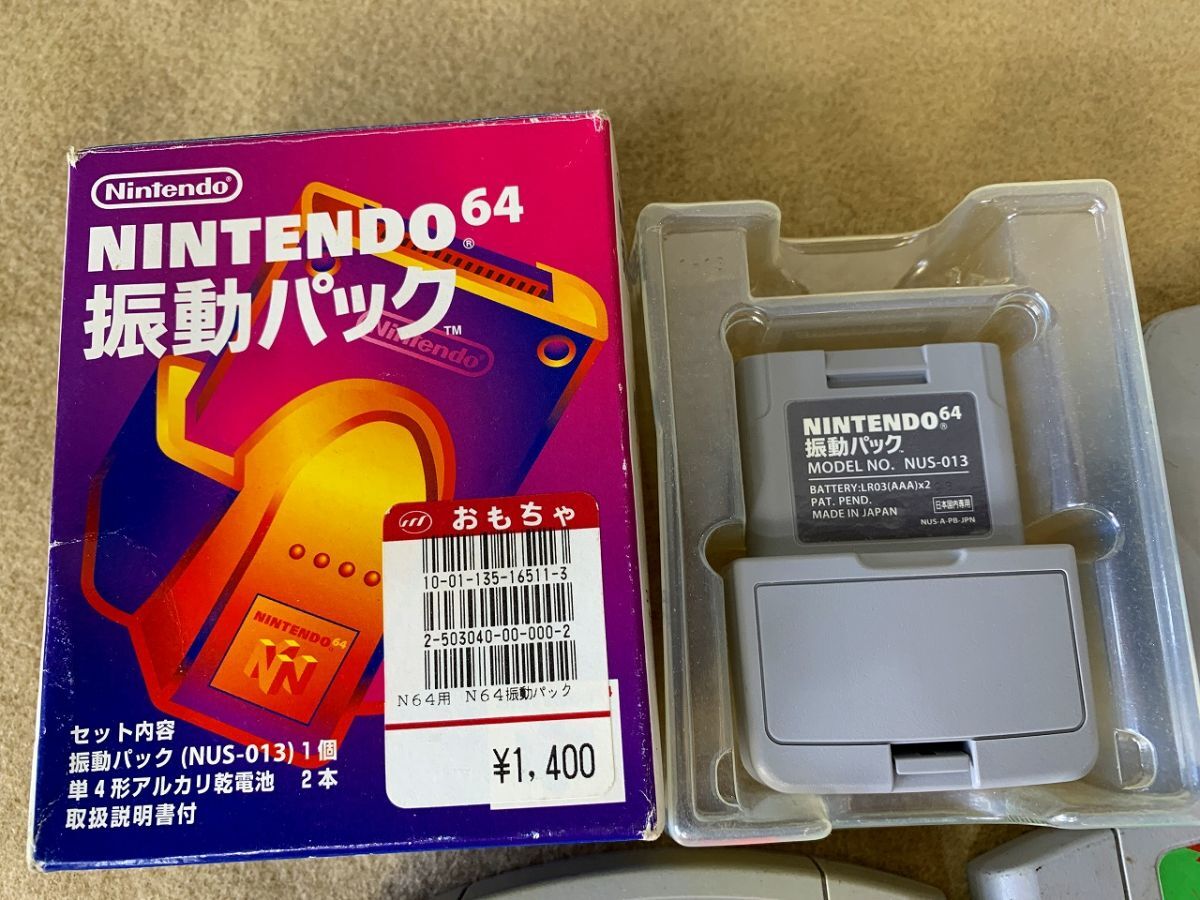 Nintendo®
NINTENDO64®
振動パック™
Nintendo®
NINTENDO64
N
セット内容
振動パック(NUS-013)1個
単4形アルカリ乾電池 2本
取扱説明書付
おもちゃ
10-01-135-16511-3
2-503040-00-000-2
N64用 N64振動パック
¥1,400
NINTENDO64®
振動パック™
MODEL NO. NUS-013
BATTERY:LR03(AAA)x2
PAT. PEND.
MADE IN JAPAN
日本国内専用
NUS-A-PB-JPN